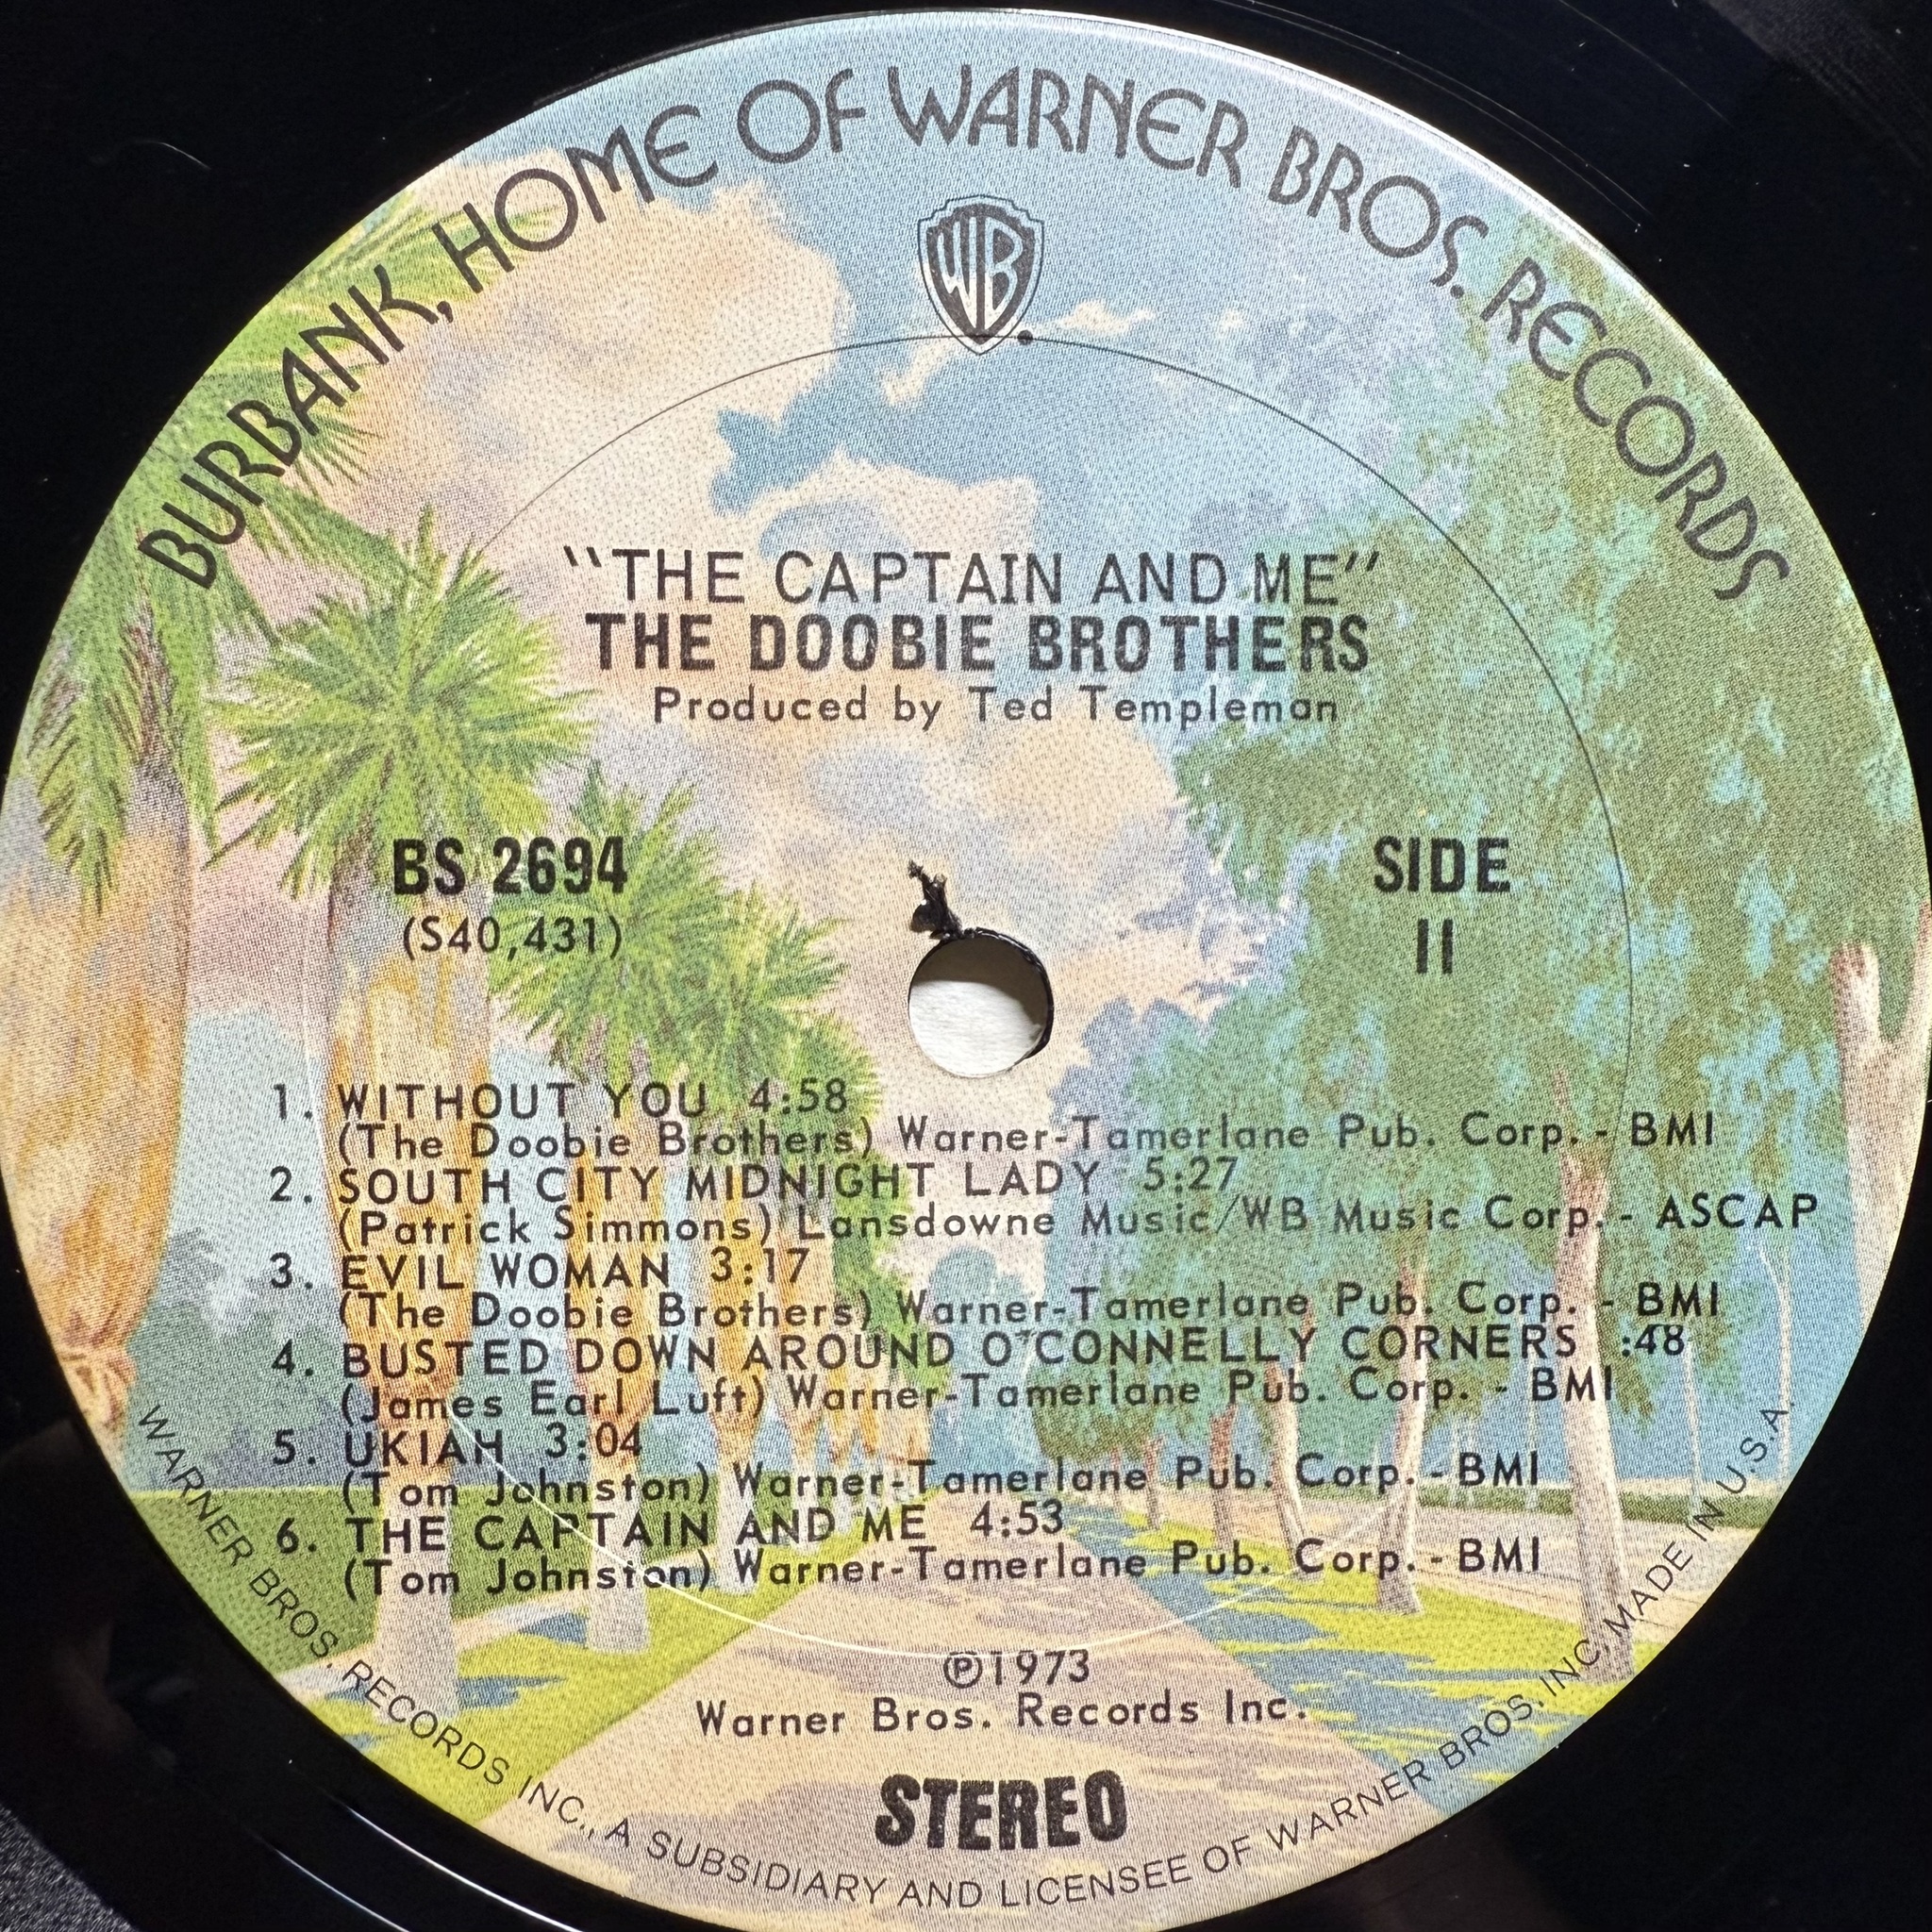 BURBANK, HOME OF WARNER BROS. RECORDS
WB
"THE CAPTAIN AND ME"
THE DOOBIE BROTHERS
Produced by Ted Templeman
BS 2694
(S40,431)
SIDE
II
1. WITHOUT YOU 4:58
(The Doobie Brothers) Warner-Tamerlane Pub. Corp. - BMI
2. SOUTH CITY MIDNIGHT LADY 5:27
(Patrick Simmons) Lansdowne Music/WB Music Corp. - ASCAP
3. EVIL WOMAN 3:17
(The Doobie Brothers) Warner-Tamerlane Pub. Corp. - BMI
4. BUSTED DOWN AROUND O'CONNELLY CORNERS :48
(James Earl Luft) Warner-Tamerlane Pub. Corp. - BMI
5. UKIAH 3:04
(Tom Johnston) Warner-Tamerlane Pub. Corp. - BMI
6. THE CAPTAIN AND ME 4:53
(Tom Johnston) Warner-Tamerlane Pub. Corp. - BMI
℗1973
Warner Bros. Records Inc.
STEREO
WARNER BROS. RECORDS INC., A SUBSIDIARY AND LICENSEE OF WARNER BROS. INC. MADE IN U.S.A.